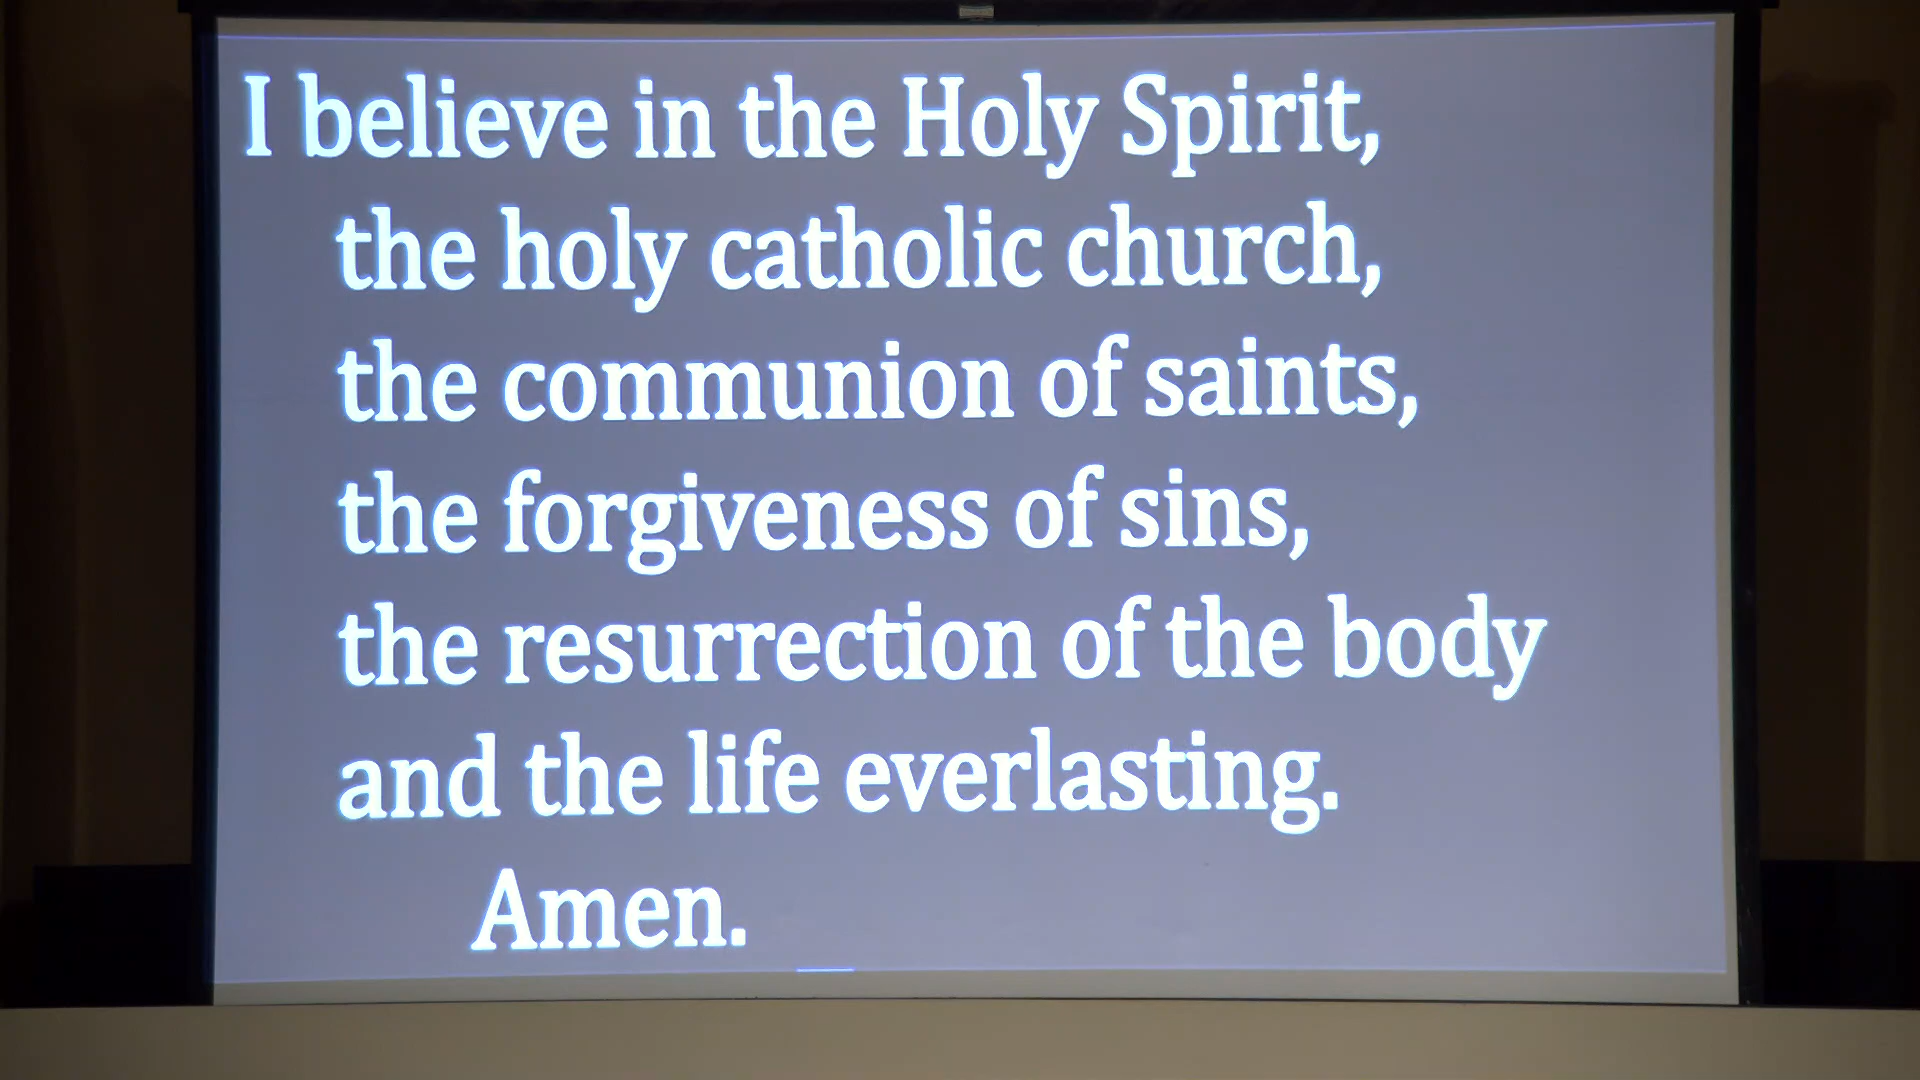 I believe in the Holy Spirit,
the holy catholic church,
the communion of saints,
the forgiveness of sins,
the resurrection of the body
and the life everlasting.
Amen.